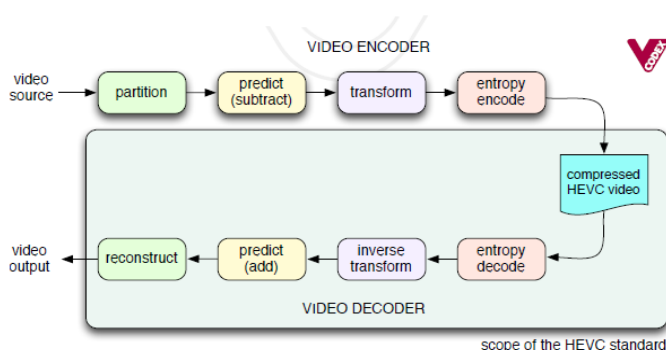 VIDEO ENCODER
V
CODEX
video
source
partition
predict
(subtract)
transform
entropy
encode
compressed
HEVC video
video
output
reconstruct
predict
(add)
inverse
transform
entropy
decode
VIDEO DECODER
scope of the HEVC standard